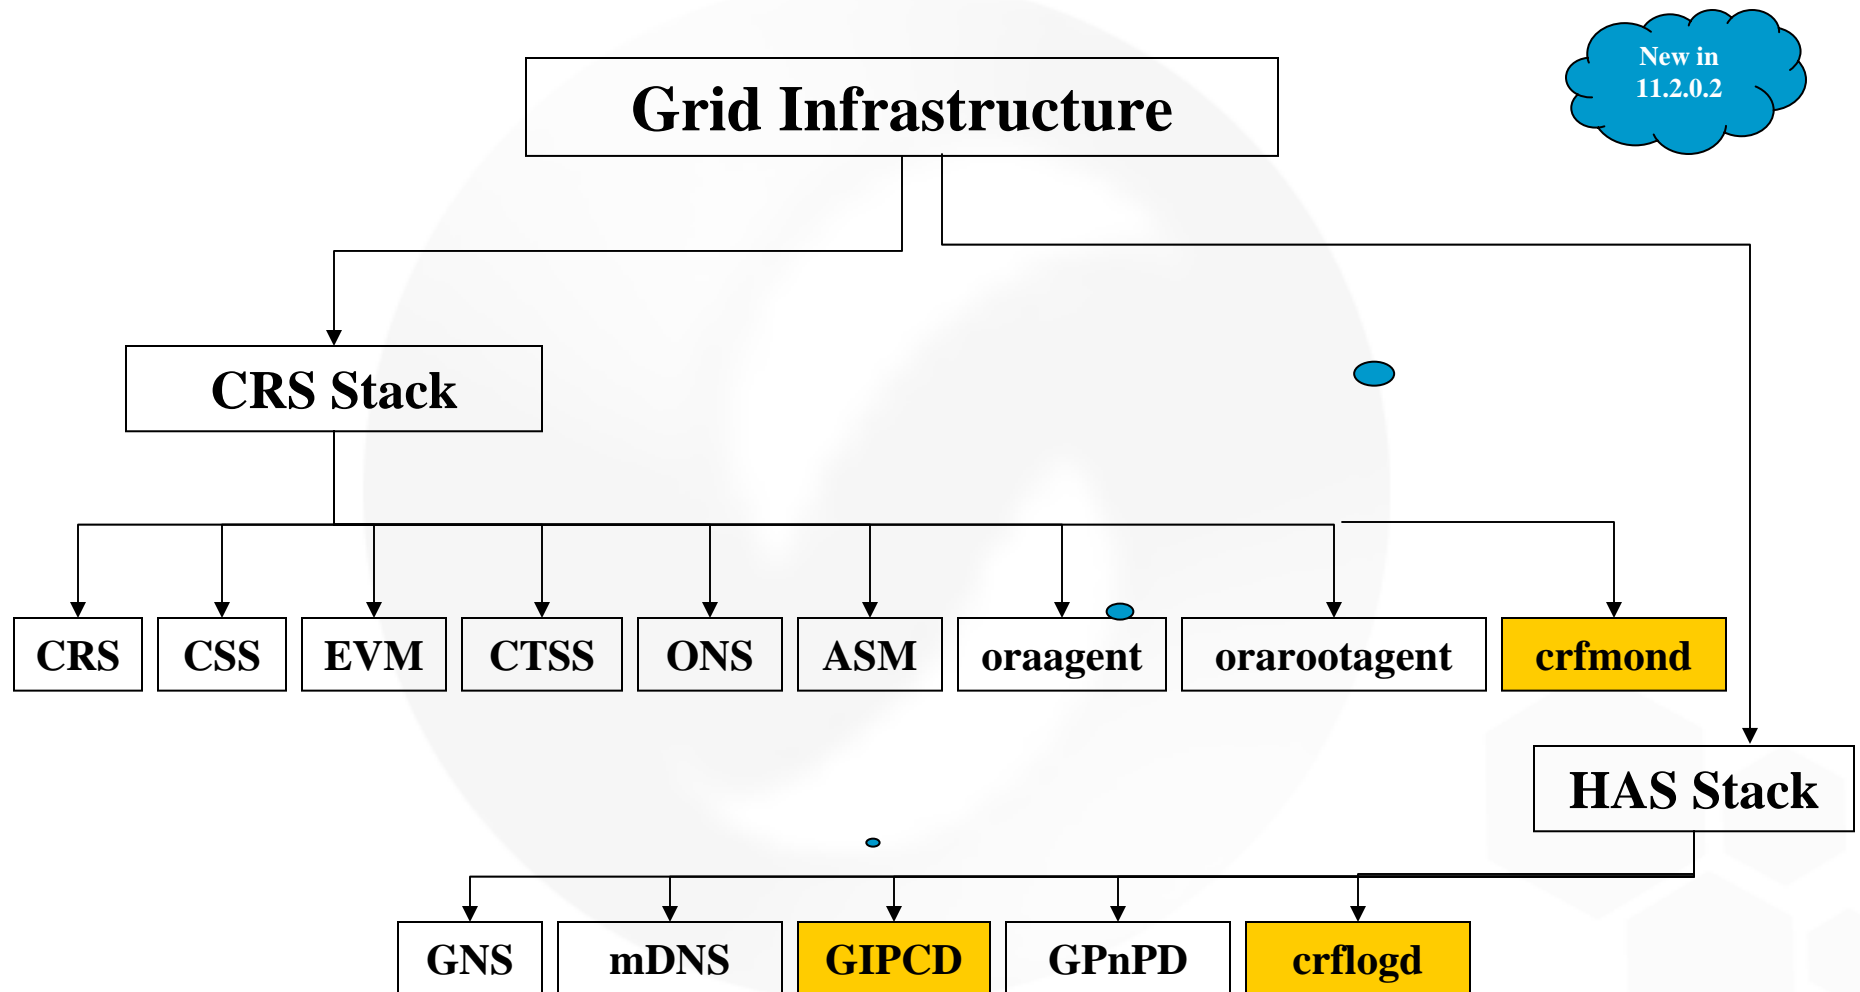 New in
11.2.0.2
Grid Infrastructure
CRS Stack
CRS
CSS
EVM
CTSS
ONS
ASM
oraagent
orarootagent
crfmond
HAS Stack
GNS
mDNS
GIPCD
GPnPD
crflogd